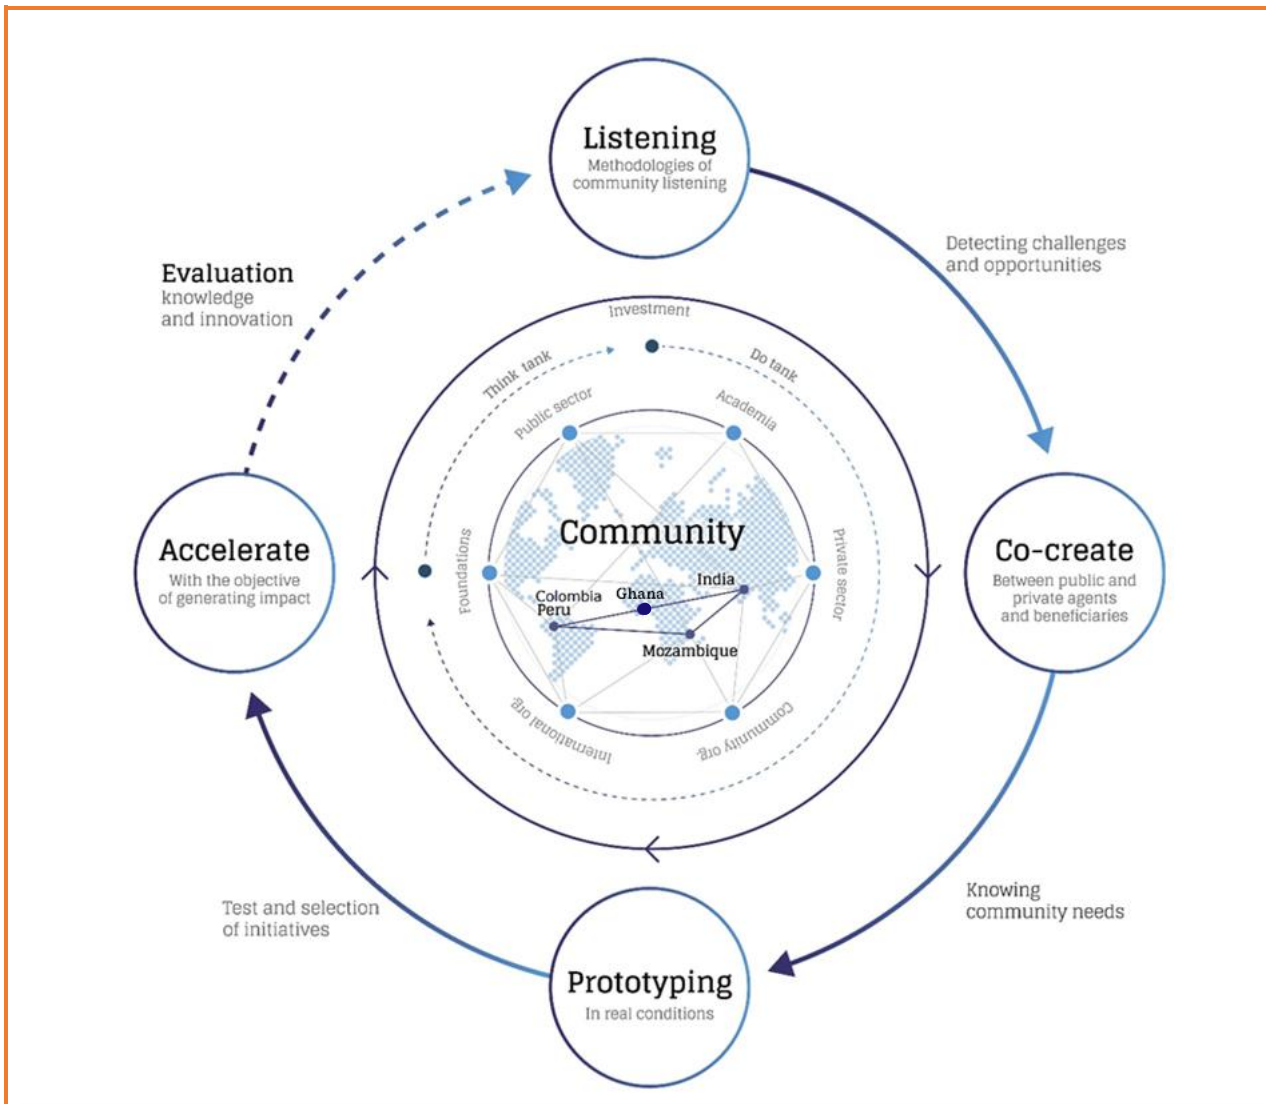 Listening
Methodologies of
community listening
Detecting challenges
and opportunities
Evaluation
knowledge
and innovation
Investment
Think tank
Do tank
Public sector
Academia
Community
Foundations
Private sector
India
Colombia
Ghana
Peru
Mozambique
International org.
Community org.
Accelerate
With the objective
of generating impact
Co-create
Between public and
private agents
and beneficiaries
Knowing
community needs
Test and selection
of initiatives
Prototyping
In real conditions